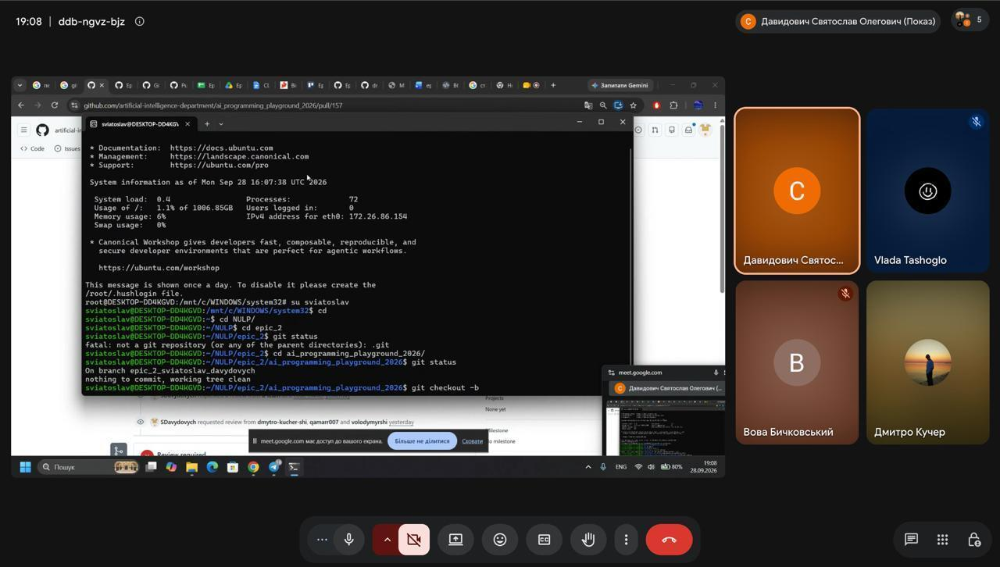 19:08 | ddb-ngvz-bjz
Давидович Святослав Олегович (Показ)
5
Запитати Gemini
github.com/artificial-intelligence-department/ai_programming_playground_2026/pull/157
sviatoslav@DESKTOP-DD4KGV
artificial-in
Code
Issues
* Documentation: https://docs.ubuntu.com
* Management: https://landscape.canonical.com
* Support: https://ubuntu.com/pro
System information as of Mon Sep 28 16:07:38 UTC 2026
System load: 0.4 Processes: 72
Usage of /: 1.1% of 1006.85GB Users logged in: 0
Memory usage: 6% IPv4 address for eth0: 172.26.86.154
Swap usage: 0%
* Canonical Workshop gives developers fast, composable, reproducible, and
secure developer environments that are perfect for agentic workflows.
https://ubuntu.com/workshop
This message is shown once a day. To disable it please create the
/root/.hushlogin file.
root@DESKTOP-DD4KGVD:/mnt/c/WINDOWS/system32# su sviatoslav
sviatoslav@DESKTOP-DD4KGVD:/mnt/c/WINDOWS/system32$ cd
sviatoslav@DESKTOP-DD4KGVD:~$ cd NULP/
sviatoslav@DESKTOP-DD4KGVD:~/NULP$ cd epic_2
sviatoslav@DESKTOP-DD4KGVD:~/NULP/epic_2$ git status
fatal: not a git repository (or any of the parent directories): .git
sviatoslav@DESKTOP-DD4KGVD:~/NULP/epic_2$ cd ai_programming_playground_2026/
sviatoslav@DESKTOP-DD4KGVD:~/NULP/epic_2/ai_programming_playground_2026$ git status
On branch epic_2_sviatoslav_davydovych
nothing to commit, working tree clean
sviatoslav@DESKTOP-DD4KGVD:~/NULP/epic_2/ai_programming_playground_2026$ git checkout -b
meet.google.com
Давидович Святослав Олегович (...
Projects
None yet
SDavydovych requested review from dmytro-kucher-shi, qamarr007 and volodymyrshi yesterday
Milestone
No milestone
meet.google.com має доступ до вашого екрана.
Більше не ділитися
Сховати
Review required
Пошук
ENG
80%
19:08
28.09.2026
С
Давидович Святос...
Vlada Tashoglo
В
Вова Бичковський
Дмитро Кучер